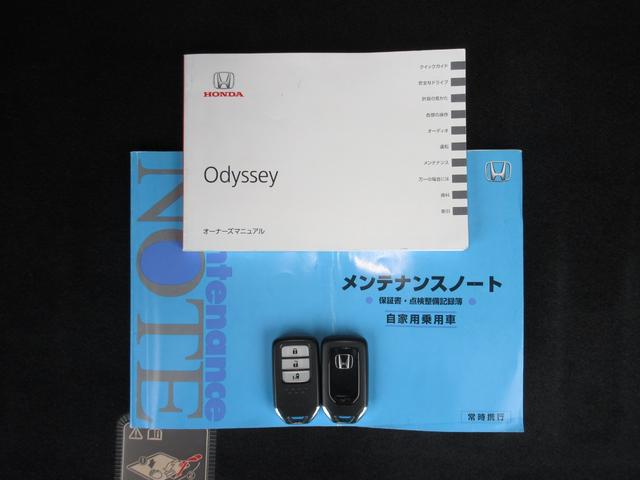 HONDA
Odyssey
オーナーズマニュアル
クイックガイド
安全なドライブ
計器の見かた
各部の操作
オーディオ
運転
メンテナンス
万一の場合には
資料
索引
Maintenance
NOTE
メンテナンスノート
保証書・点検整備記録簿
自家用乗用車
常時携行